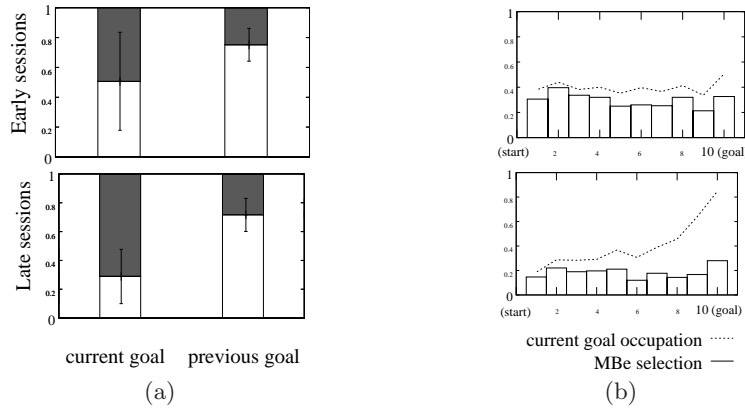 Early sessions
1
0.8
0.6
0.4
0.2
0
Late sessions
1
0.8
0.6
0.4
0.2
0
current goal previous goal
(a)
1
0.8
0.6
0.4
0.2
0
(start) 2 4 6 8 10 (goal
1
0.8
0.6
0.4
0.2
0
(start) 2 4 6 8 10 (goal)
current goal occupation
MBe selection
(b)